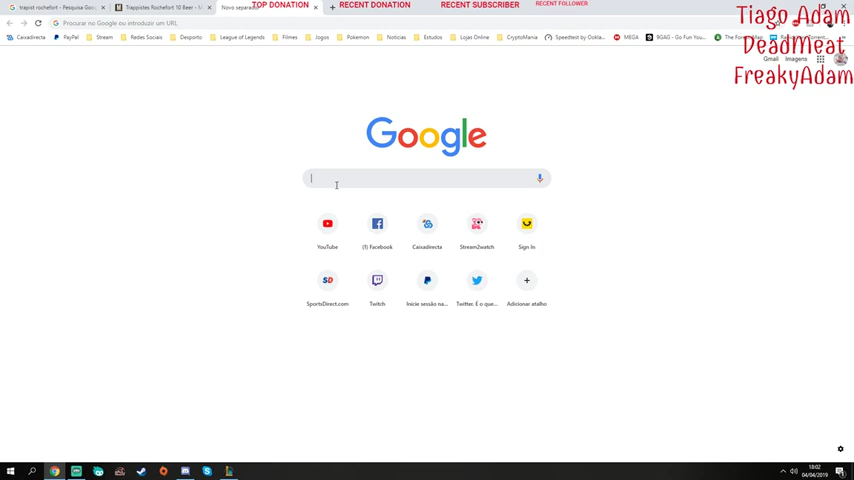 trapist rochefort - Pesquisa Goo
Trappistes Rochefort 10 Beer - M
Novo separador
TOP DONATION
RECENT DONATION
RECENT SUBSCRIBER
RECENT FOLLOWER
Tiago Adam
DeadMeat
FreakyAdam
Procurar no Google ou introduzir um URL
Caixadirecta
PayPal
Stream
Redes Sociais
Desporto
League of Legends
Filmes
Jogos
Pokemon
Noticias
Estudos
Lojas Online
CryptoMania
Speedtest by Ookla...
MEGA
9GAG - Go Fun You...
Gmail
Imagens
Google
YouTube
(1) Facebook
Caixadirecta
Stream2watch
Sign In
SportsDirect.com
Twitch
Inicie sessão na...
Twitter. É o que...
Adicionar atalho
18:02
04/04/2019